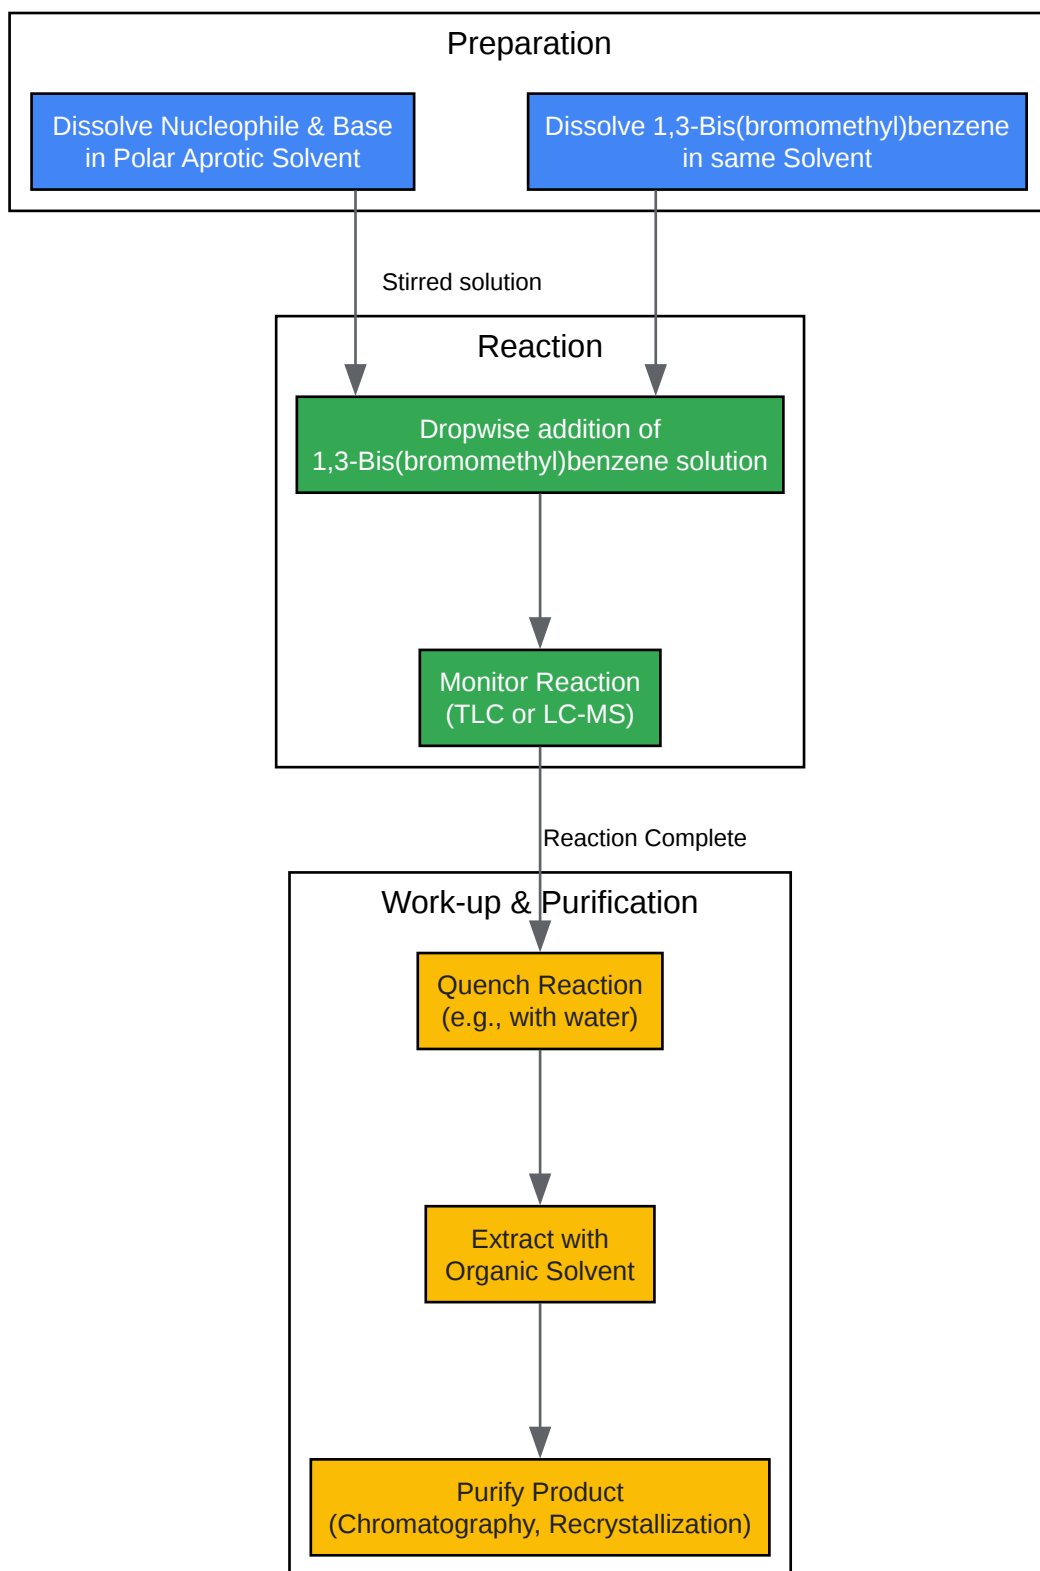 Preparation
Dissolve Nucleophile & Base
in Polar Aprotic Solvent
Dissolve 1,3-Bis(bromomethyl)benzene
in same Solvent
Stirred solution
Reaction
Dropwise addition of
1,3-Bis(bromomethyl)benzene solution
Monitor Reaction
(TLC or LC-MS)
Reaction Complete
Work-up & Purification
Quench Reaction
(e.g., with water)
Extract with
Organic Solvent
Purify Product
(Chromatography, Recrystallization)